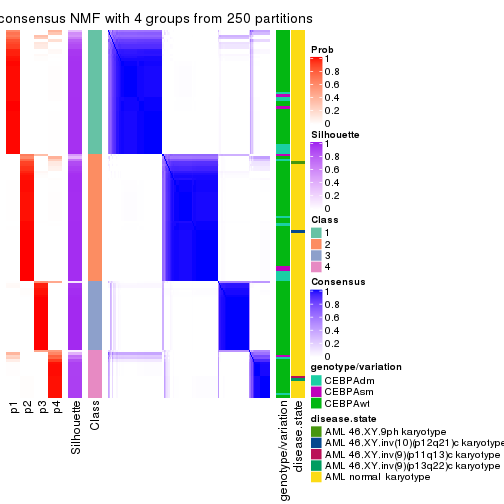 consensus NMF with 4 groups from 250 partitions
Prob
1
0.8
0.6
0.4
0.2
0
Silhouette
1
0.8
0.6
0.4
0.2
0
Class
1
2
3
4
Consensus
1
0.8
0.6
0.4
0.2
0
genotype/variation
CEBPAdm
CEBPAsm
CEBPAwt
disease.state
AML 46.XY.9ph karyotype
AML 46.XY.inv(10)(p12q21)c karyotype
AML 46.XY.inv(9)(p11q13)c karyotype
AML 46.XY.inv(9)(p13q22)c karyotype
AML normal karyotype
p1
p2
p3
p4
Silhouette
Class
genotype/variation
disease.state